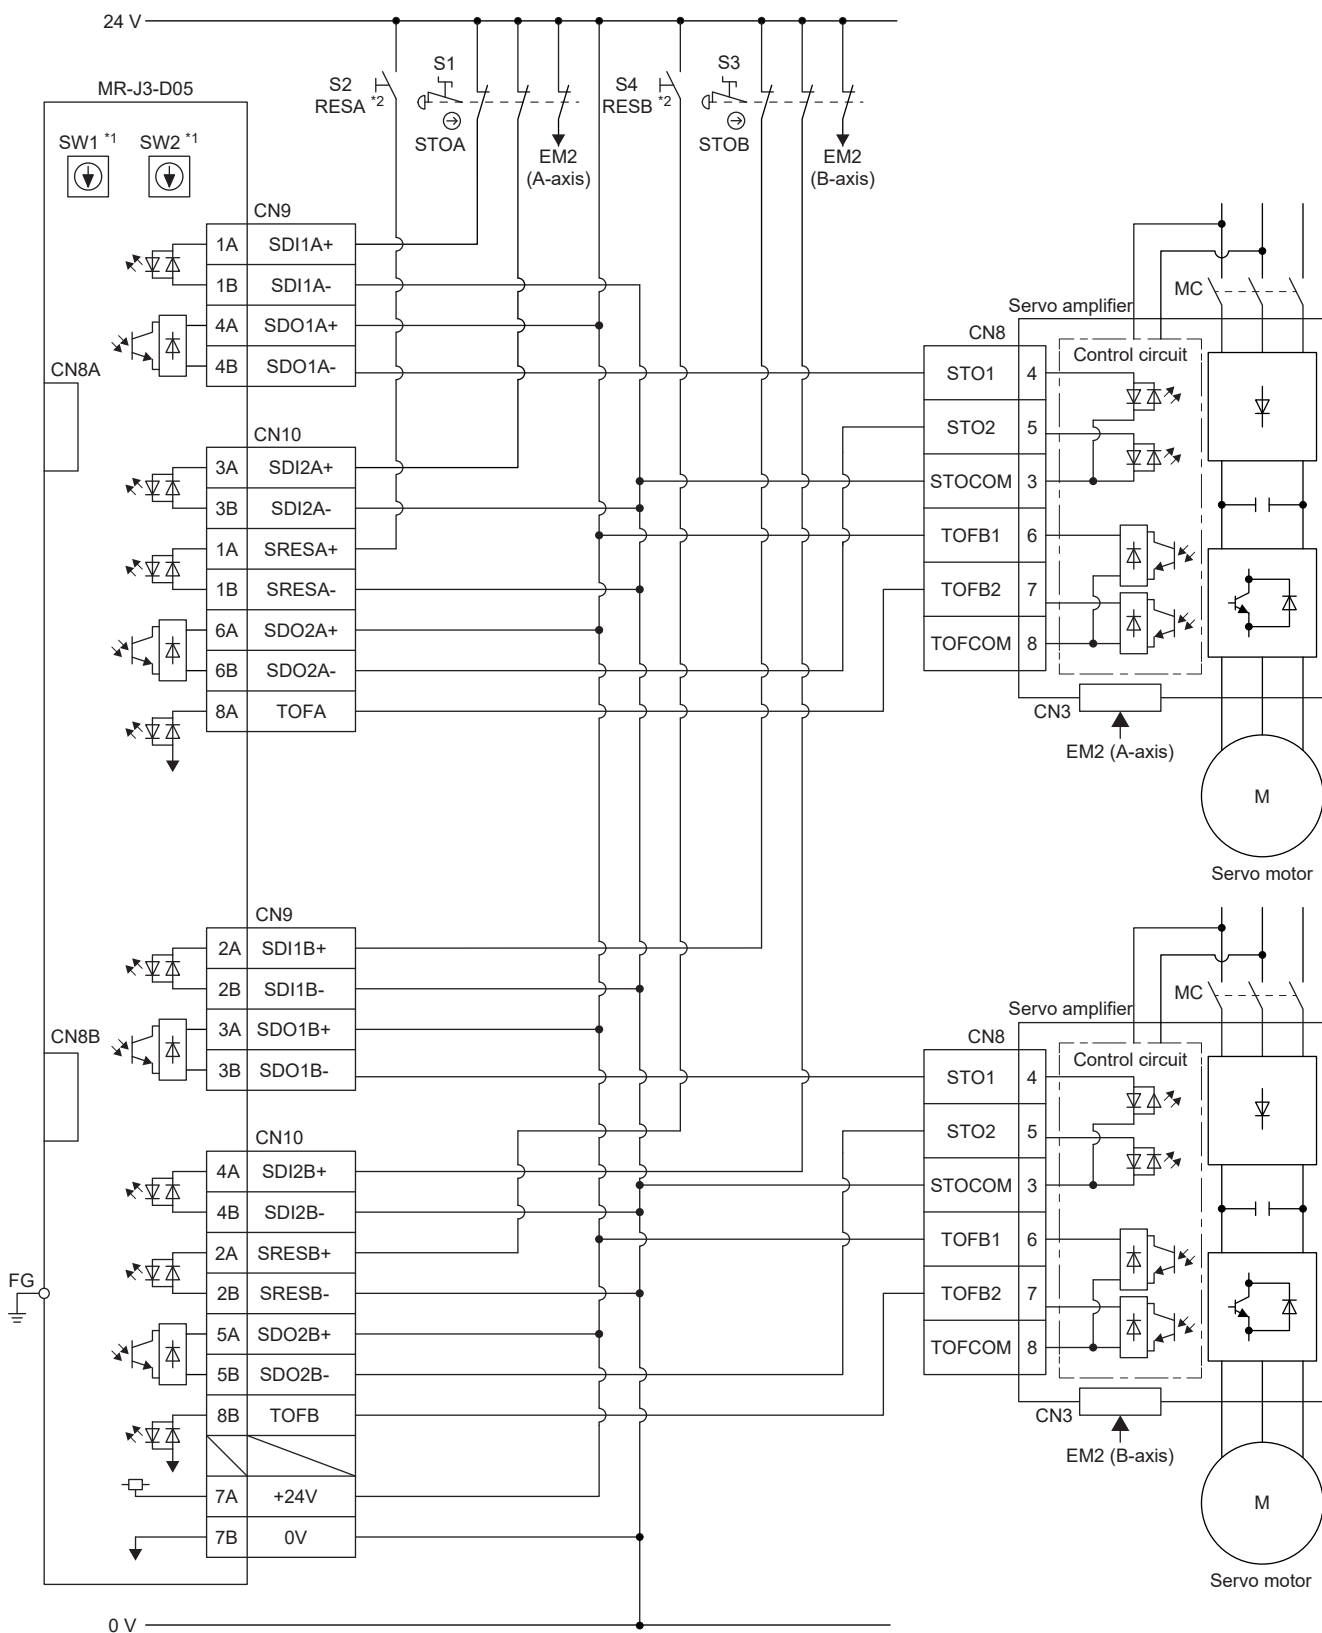 24 V
MR-J3-D05
SW1 *1
SW2 *1
S2
RESA *2
S1
STOA
EM2
(A-axis)
S4
RESB *2
S3
STOB
EM2
(B-axis)
CN9
1A SDI1A+
1B SDI1A-
4A SDO1A+
4B SDO1A-
CN8A
CN10
3A SDI2A+
3B SDI2A-
1A SRESA+
1B SRESA-
6A SDO2A+
6B SDO2A-
8A TOFA
MC
Servo amplifier
CN8
Control circuit
STO1 4
STO2 5
STOCOM 3
TOFB1 6
TOFB2 7
TOFCOM 8
CN3
EM2 (A-axis)
M
Servo motor
CN9
2A SDI1B+
2B SDI1B-
3A SDO1B+
3B SDO1B-
CN8B
CN10
4A SDI2B+
4B SDI2B-
2A SRESB+
2B SRESB-
5A SDO2B+
5B SDO2B-
8B TOFB
7A +24V
7B 0V
FG
MC
Servo amplifier
CN8
Control circuit
STO1 4
STO2 5
STOCOM 3
TOFB1 6
TOFB2 7
TOFCOM 8
CN3
EM2 (B-axis)
M
Servo motor
0 V